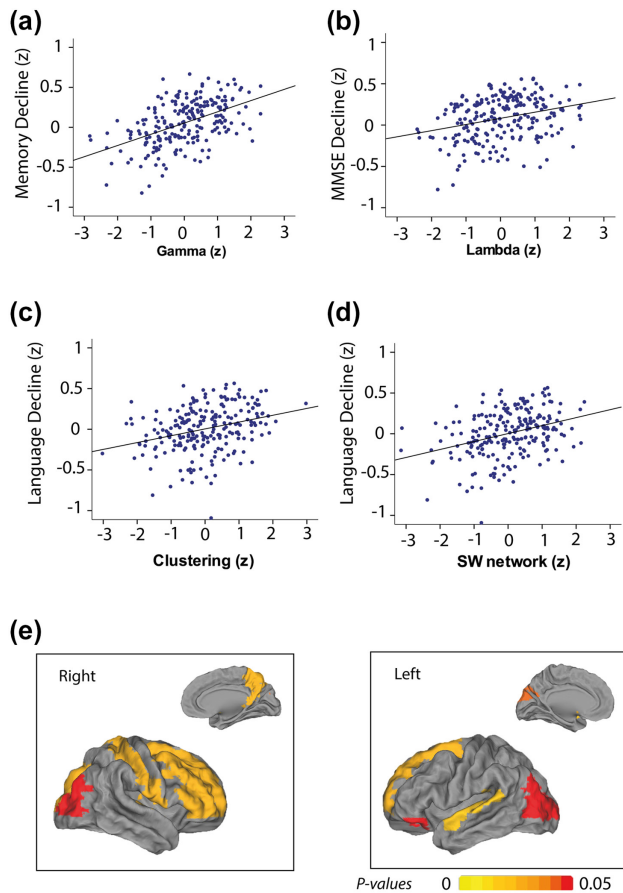 (a)
Memory Decline (z)
1
0.5
0
-0.5
-1
-3 -2 -1 0 1 2 3
Gamma (z)
(b)
MMSE Decline (z)
1
0.5
0
-0.5
-1
-3 -2 -1 0 1 2 3
Lambda (z)
(c)
Language Decline (z)
1
0.5
0
-0.5
-1
-3 -2 -1 0 1 2 3
Clustering (z)
(d)
Language Decline (z)
1
0.5
0
-0.5
-1
-3 -2 -1 0 1 2 3
SW network (z)
(e)
Right
Left
P-values 0 0.05